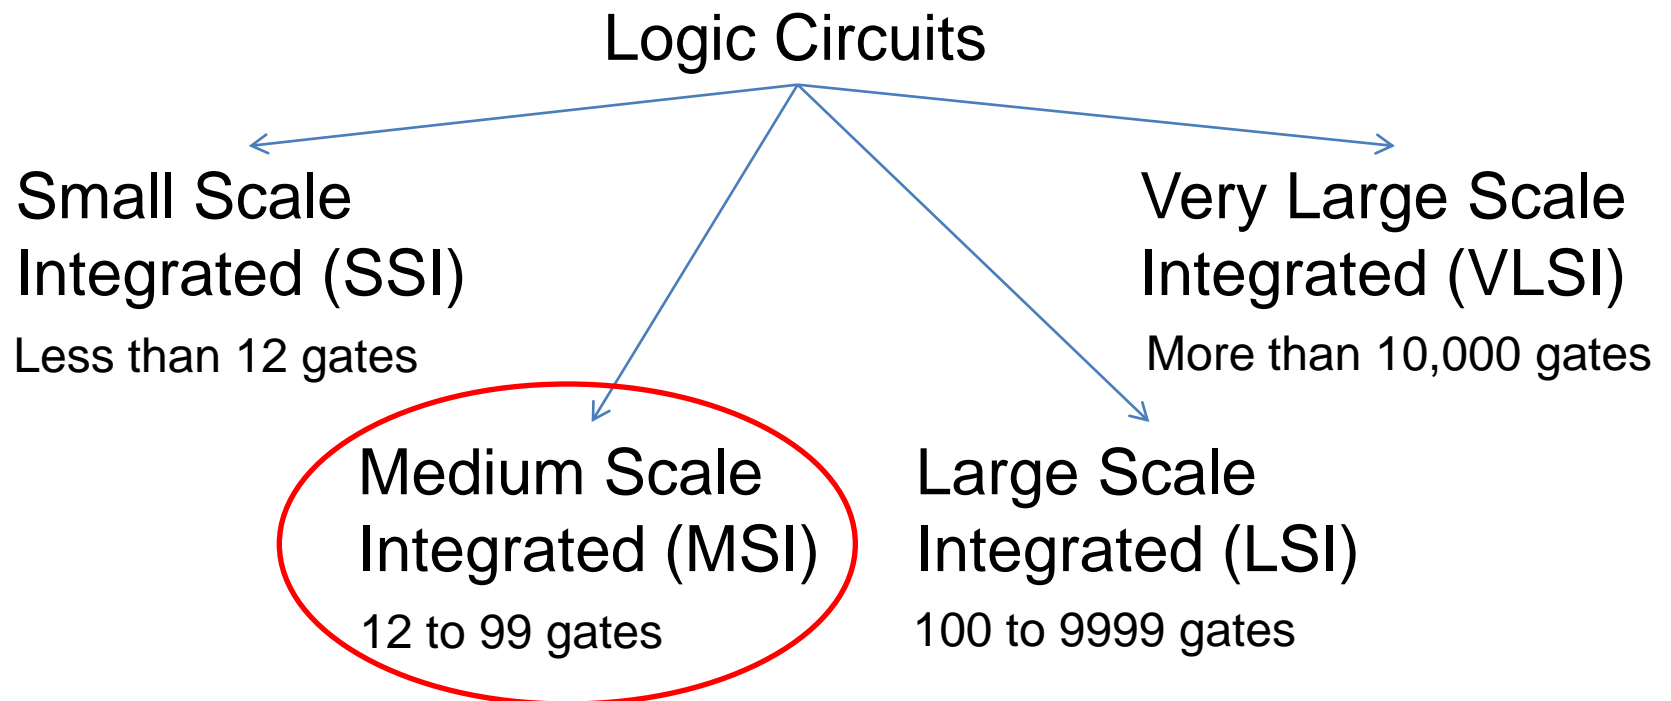 Logic Circuits
Small Scale
Integrated (SSI)
Less than 12 gates
Very Large Scale
Integrated (VLSI)
More than 10,000 gates
Medium Scale
Integrated (MSI)
12 to 99 gates
Large Scale
Integrated (LSI)
100 to 9999 gates